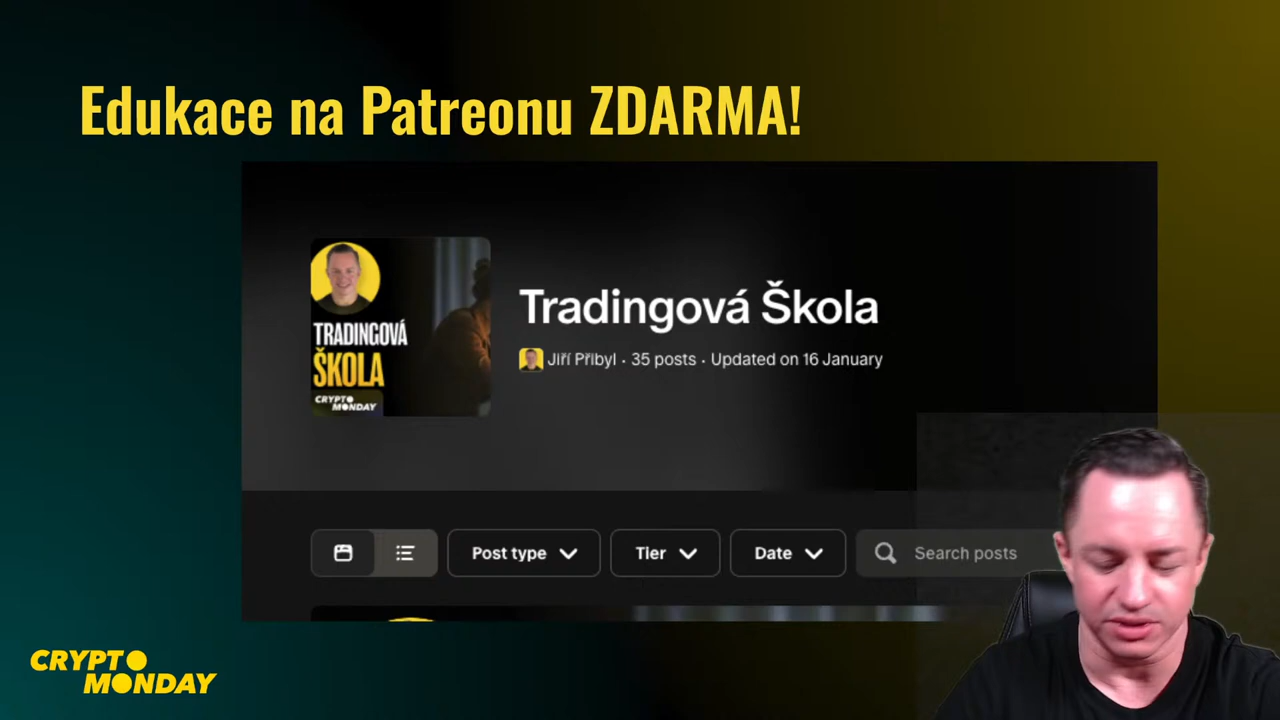 Edukace na Patreonu ZDARMA!
TRADINGOVÁ
ŠKOLA
CRYPTO
MONDAY
Tradingová Škola
Jiří Přibyl · 35 posts · Updated on 16 January
Post type
Tier
Date
Search posts
CRYPTO
MONDAY